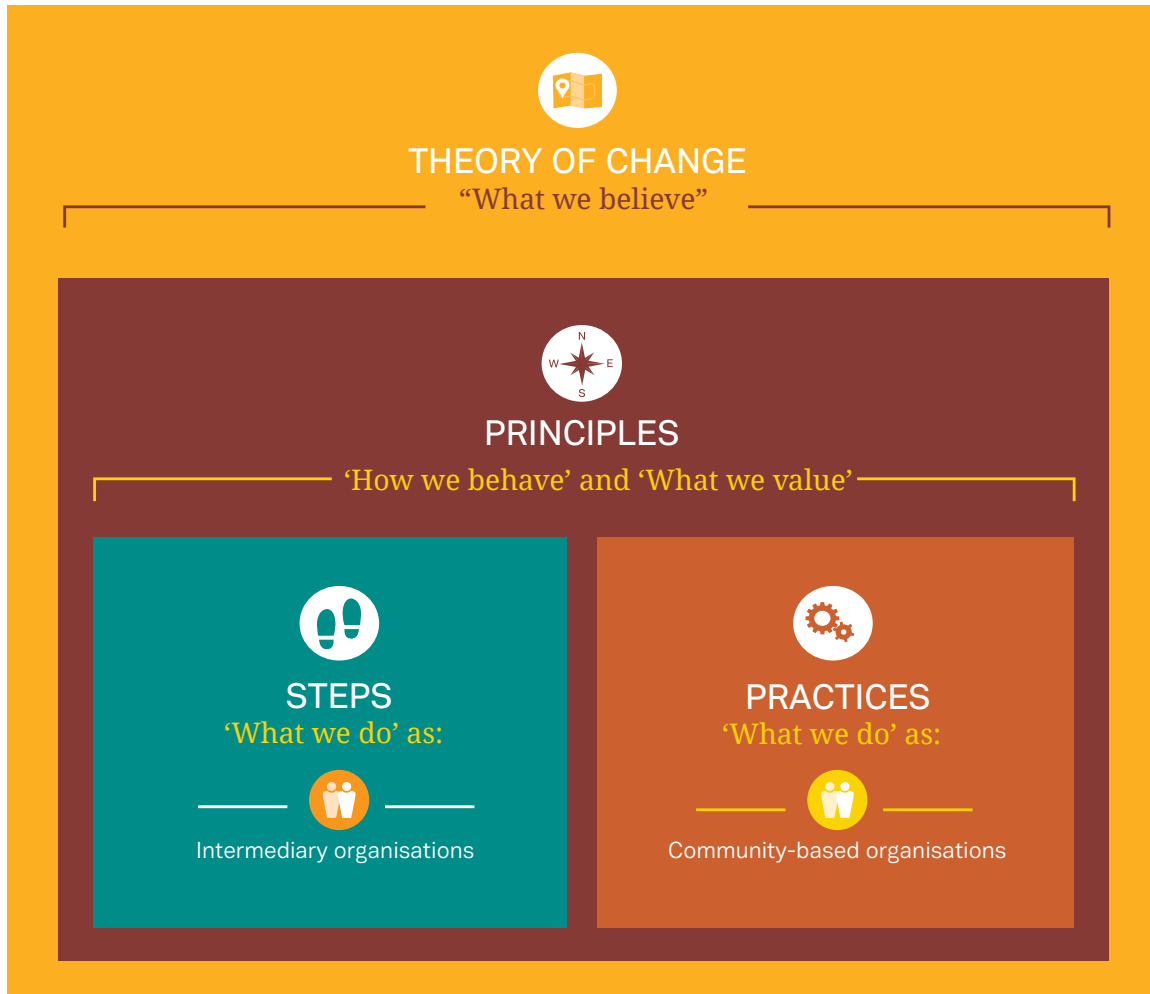 THEORY OF CHANGE
“What we believe”
N
W E
S
PRINCIPLES
‘How we behave’ and ‘What we value’
STEPS
‘What we do’ as:
Intermediary organisations
PRACTICES
‘What we do’ as:
Community-based organisations